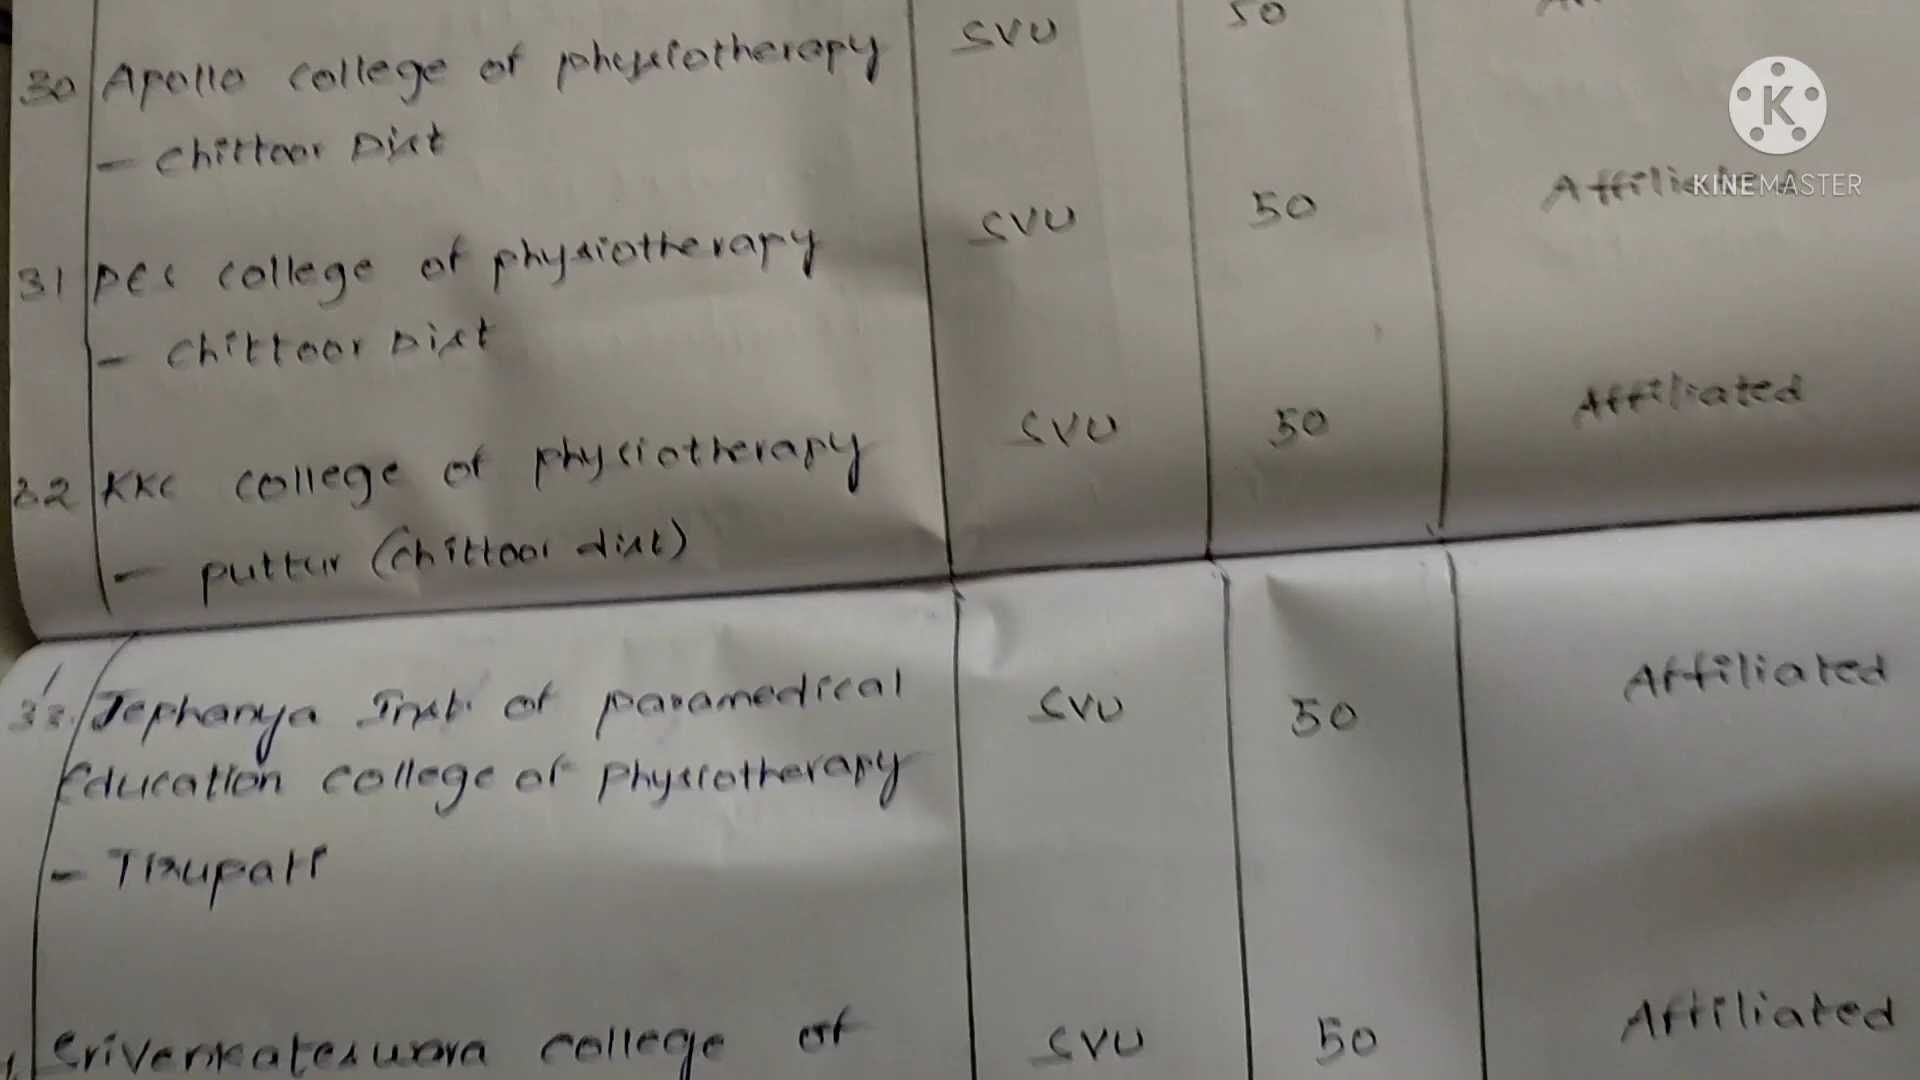 30 Apollo college of physiotherapy SVU 50
- chittoor Dist
31 PES college of physiotherapy SVU 50 Affiliated
- chittoor Dist
32 KKC college of physiotherapy SVU 50 Affiliated
- puttur (chittoor dist)
33. Jephanya Inst. of paramedical SVU 50 Affiliated
Education college of physiotherapy
- Tirupati
Srivenkateswara college of SVU 50 Affiliated
K
KINEMASTER